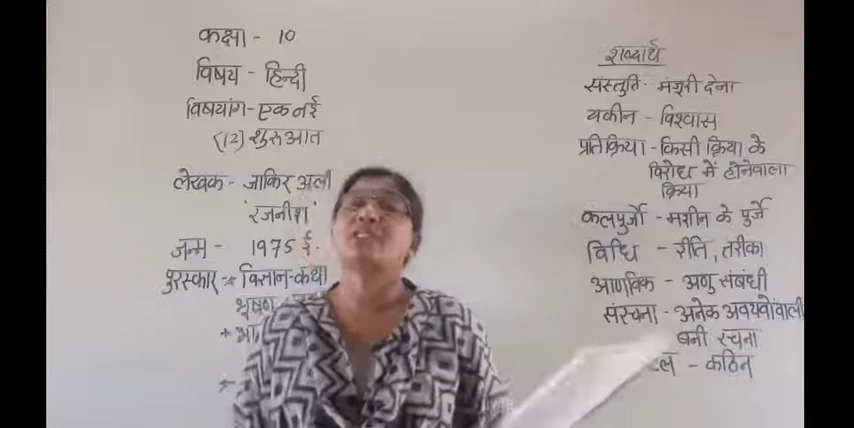 कक्षा - 10
विषय - हिन्दी
विषयांग - एक नई
(12) शुरुआत
लेखक - जाकिर अली
'रजनीश'
जन्म - 1975 ई.
पुरस्कार → विज्ञान-कथा
भूषण
शब्दार्थ
संस्तुति - मंजूरी देना
यकीन - विश्वास
प्रतिक्रिया - किसी क्रिया के
विरोध में होनेवाला
क्रिया
कलपुर्जो - मशीन के पुर्जे
विधि - रीति, तरीका
आणविक - अणु संबंधी
संरचना - अनेक अवयवोंवाली
बनी रचना
- कठिन